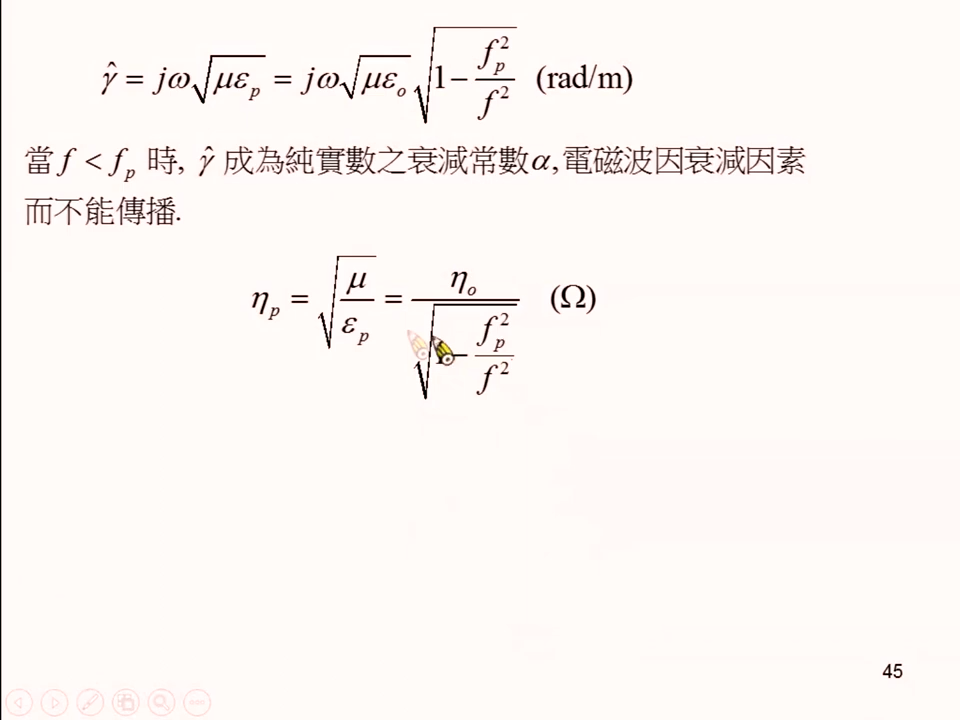 γ̂ = jω√(με_p) = jω√(με_o) √(1 − f_p²/f²) (rad/m)
當 f < f_p 時, γ̂ 成為純實數之衰減常數α, 電磁波因衰減因素
而不能傳播.
η_p = √(μ/ε_p) = η_o / √(1 − f_p²/f²) (Ω)
45